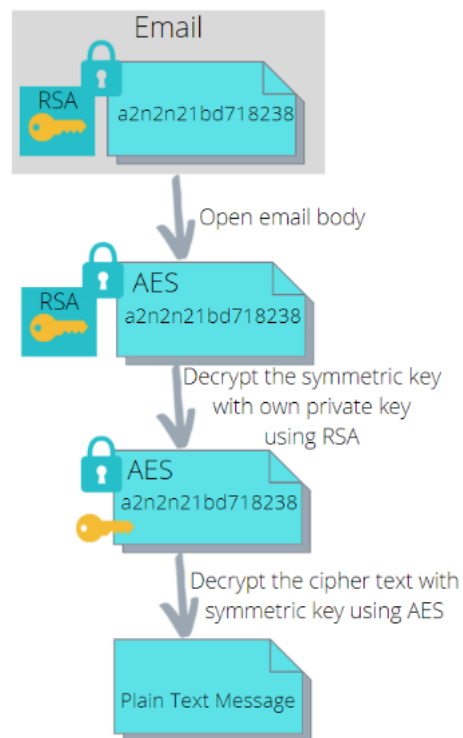 Email
RSA
a2n2n21bd718238
Open email body
AES
RSA
a2n2n21bd718238
Decrypt the symmetric key
with own private key
using RSA
AES
a2n2n21bd718238
Decrypt the cipher text with
symmetric key using AES
Plain Text Message